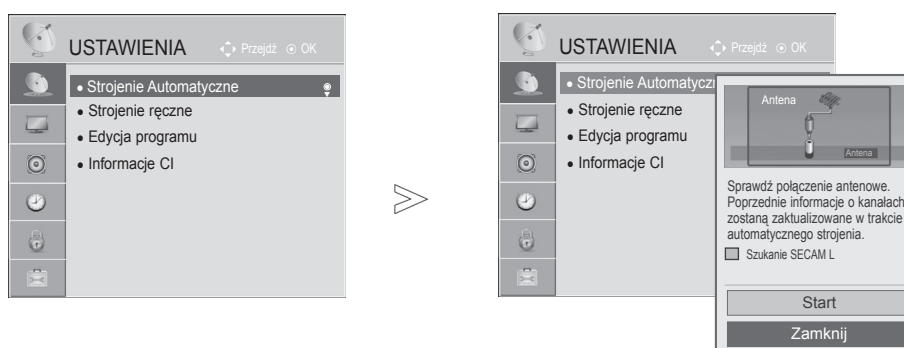 USTAWIENIA
Przejdź OK
• Strojenie Automatyczne
• Strojenie ręczne
• Edycja programu
• Informacje CI
>
USTAWIENIA
Przejdź OK
• Strojenie Automatyczn
• Strojenie ręczne
• Edycja programu
• Informacje CI
Antena
Antena
Sprawdź połączenie antenowe.
Poprzednie informacje o kanałach
zostaną zaktualizowane w trakcie
automatycznego strojenia.
Szukanie SECAM L
Start
Zamknij